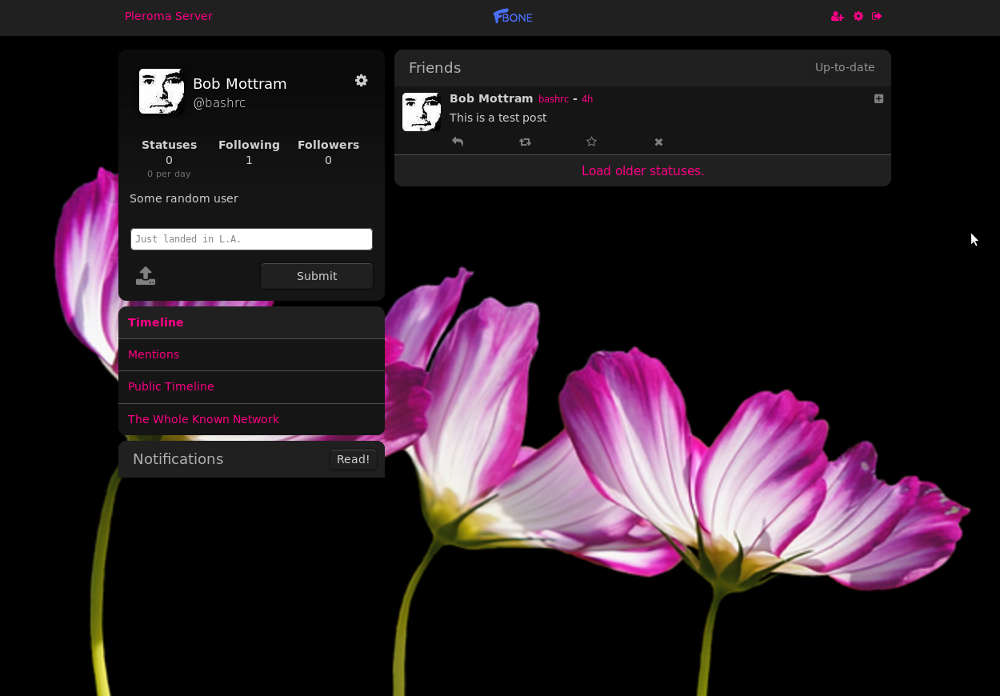 Pleroma Server
FBONE
Bob Mottram
@bashrc
Statuses Following Followers
0 1 0
0 per day
Some random user
Just landed in L.A.
Submit
Timeline
Mentions
Public Timeline
The Whole Known Network
Notifications Read!
Friends Up-to-date
Bob Mottram bashrc - 4h
This is a test post
Load older statuses.